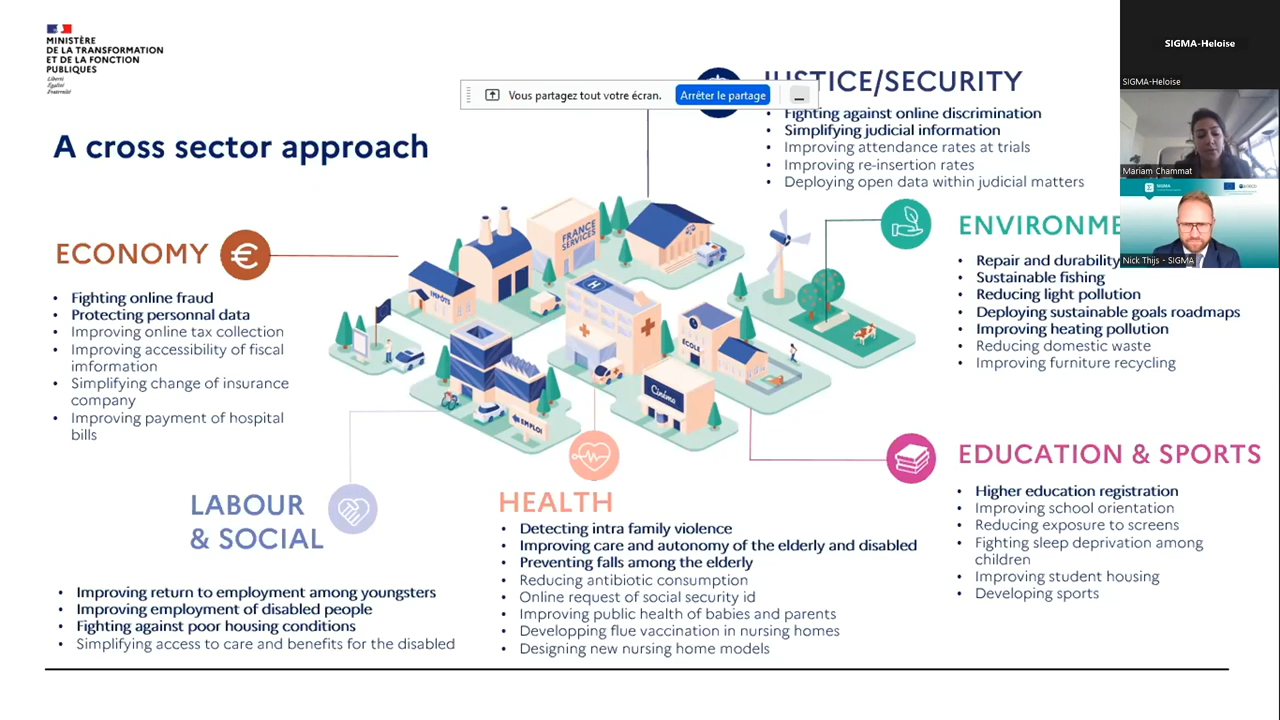 MINISTÈRE
DE LA TRANSFORMATION
ET DE LA FONCTION
PUBLIQUES
Liberté
Égalité
Fraternité
A cross sector approach
Vous partagez tout votre écran.
Arrêter le partage
JUSTICE/SECURITY
Fighting against online discrimination
Simplifying judicial information
Improving attendance rates at trials
Improving re-insertion rates
Deploying open data within judicial matters
SIGMA-Heloise
SIGMA-Heloise
Mariam Chammat
SIGMA
OECD
Nick Thijs - SIGMA
ECONOMY
Fighting online fraud
Protecting personnal data
Improving online tax collection
Improving accessibility of fiscal
imformation
Simplifying change of insurance
company
Improving payment of hospital
bills
FRANCE
SERVICES
IMPÔTS
H
ÉCOLE
Cinéma
EMPLOI
ENVIRONME
Repair and durability
Sustainable fishing
Reducing light pollution
Deploying sustainable goals roadmaps
Improving heating pollution
Reducing domestic waste
Improving furniture recycling
LABOUR
& SOCIAL
Improving return to employment among youngsters
Improving employment of disabled people
Fighting against poor housing conditions
Simplifying access to care and benefits for the disabled
HEALTH
Detecting intra family violence
Improving care and autonomy of the elderly and disabled
Preventing falls among the elderly
Reducing antibiotic consumption
Online request of social security id
Improving public health of babies and parents
Developping flue vaccination in nursing homes
Designing new nursing home models
EDUCATION & SPORTS
Higher education registration
Improving school orientation
Reducing exposure to screens
Fighting sleep deprivation among
children
Improving student housing
Developing sports